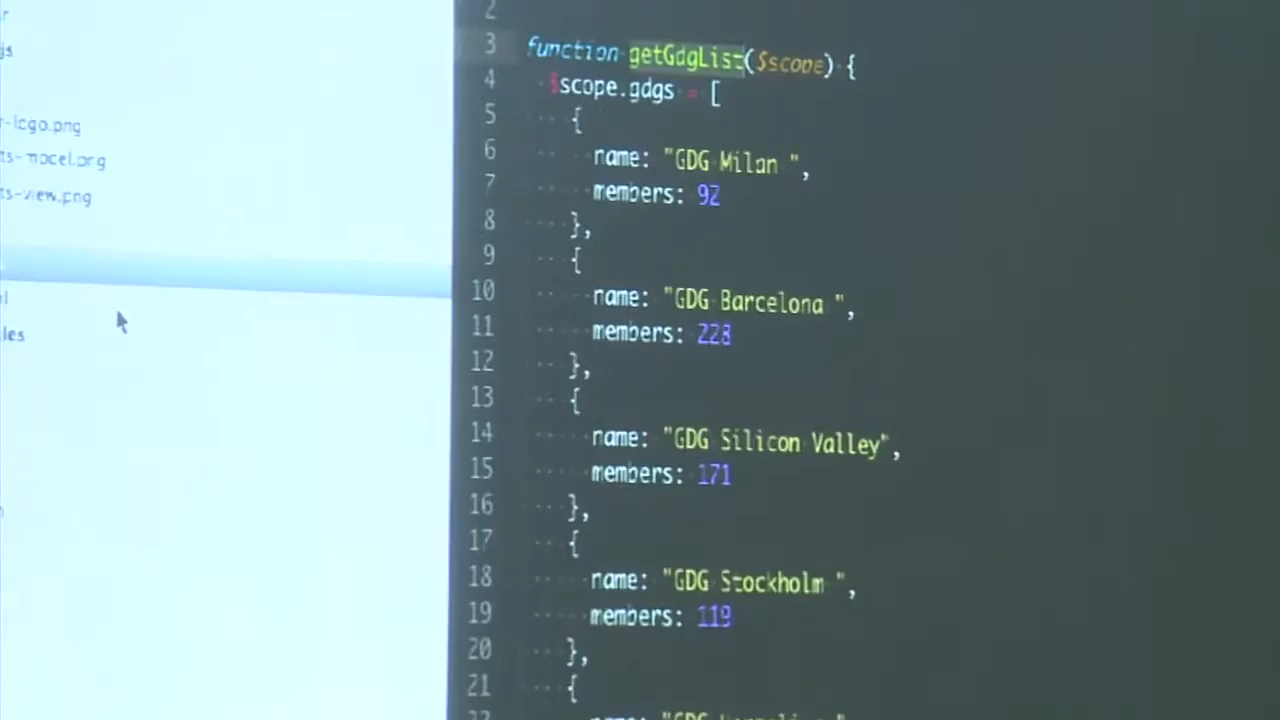 js
-logo.png
ts-model.png
ts-view.png
les
2
3 function getGdgList($scope) {
4 $scope.gdgs = [
5 {
6 name: "GDG Milan ",
7 members: 92
8 },
9 {
10 name: "GDG Barcelona ",
11 members: 228
12 },
13 {
14 name: "GDG Silicon Valley",
15 members: 171
16 },
17 {
18 name: "GDG Stockholm ",
19 members: 119
20 },
21 {
22